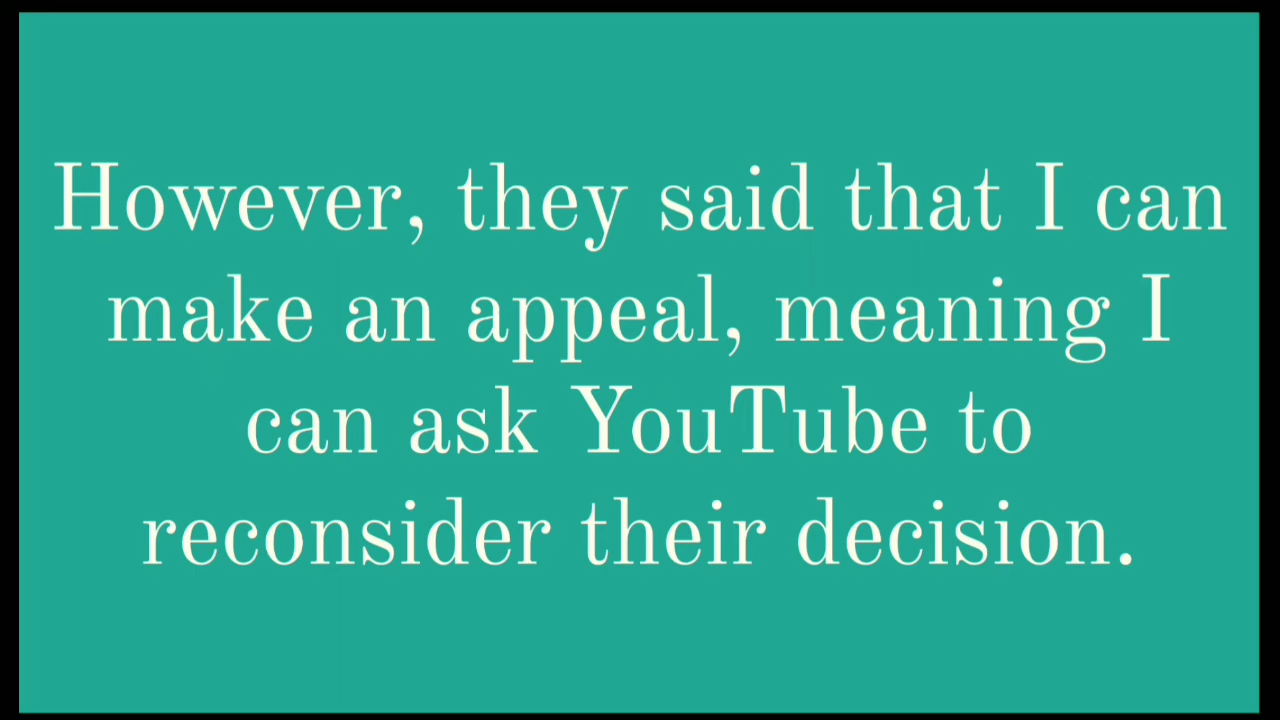 However, they said that I can
make an appeal, meaning I
can ask YouTube to
reconsider their decision.